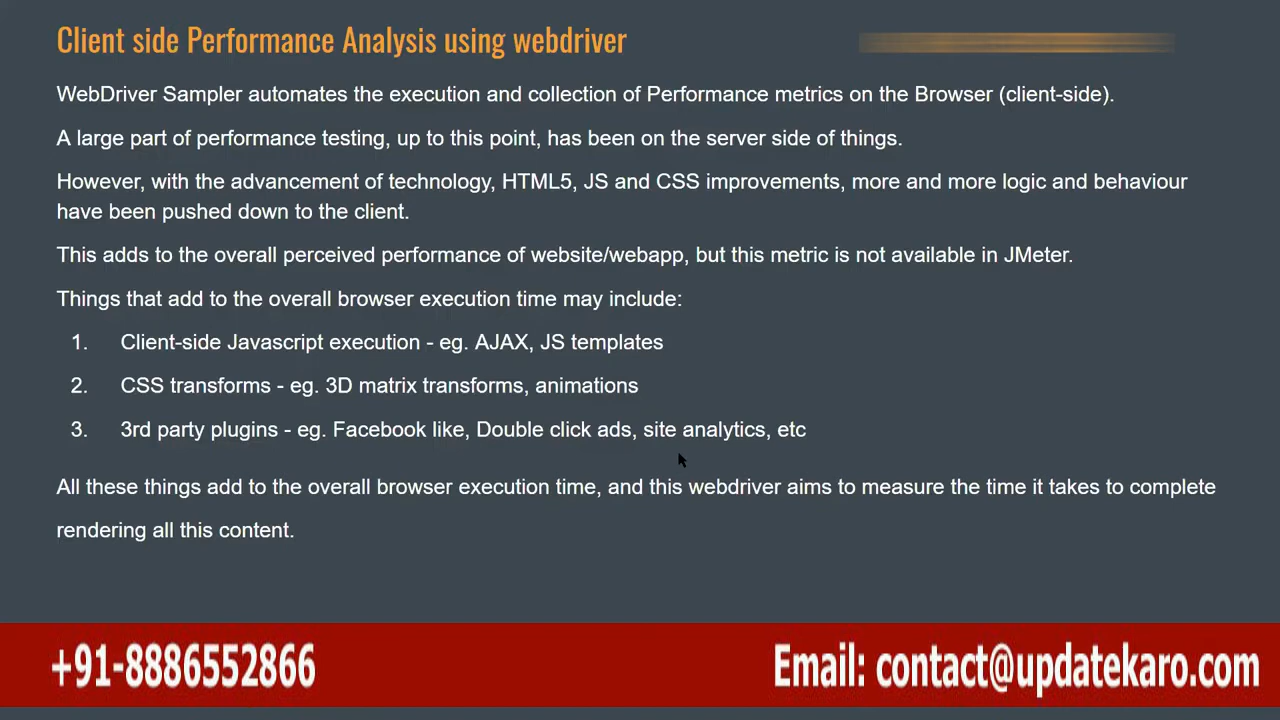 Client side Performance Analysis using webdriver
WebDriver Sampler automates the execution and collection of Performance metrics on the Browser (client-side).
A large part of performance testing, up to this point, has been on the server side of things.
However, with the advancement of technology, HTML5, JS and CSS improvements, more and more logic and behaviour
have been pushed down to the client.
This adds to the overall perceived performance of website/webapp, but this metric is not available in JMeter.
Things that add to the overall browser execution time may include:
1. Client-side Javascript execution - eg. AJAX, JS templates
2. CSS transforms - eg. 3D matrix transforms, animations
3. 3rd party plugins - eg. Facebook like, Double click ads, site analytics, etc
All these things add to the overall browser execution time, and this webdriver aims to measure the time it takes to complete
rendering all this content.
+91-8886552866
Email: contact@updatekaro.com